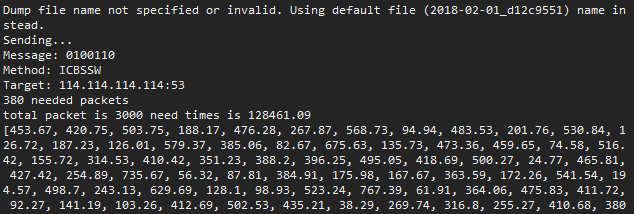 Dump file name not specified or invalid. Using default file (2018-02-01_d12c9551) name in
stead.
Sending...
Message: 0100110
Method: ICBSSW
Target: 114.114.114.114:53
380 needed packets
total packet is 3000 need times is 128461.09
[453.67, 420.75, 503.75, 188.17, 476.28, 267.87, 568.73, 94.94, 483.53, 201.76, 530.84, 1
26.72, 187.23, 126.01, 579.37, 385.06, 82.67, 675.63, 135.73, 473.36, 459.65, 74.58, 516.
42, 155.72, 314.53, 410.42, 351.23, 388.2, 396.25, 495.05, 418.69, 500.27, 24.77, 465.81,
427.42, 254.89, 735.67, 56.32, 87.81, 384.91, 175.98, 167.67, 363.59, 172.26, 541.54, 19
4.57, 498.7, 243.13, 629.69, 128.1, 98.93, 523.24, 767.39, 61.91, 364.06, 475.83, 411.72,
92.27, 141.19, 103.26, 412.69, 502.53, 435.21, 38.29, 269.74, 316.8, 255.27, 410.68, 380